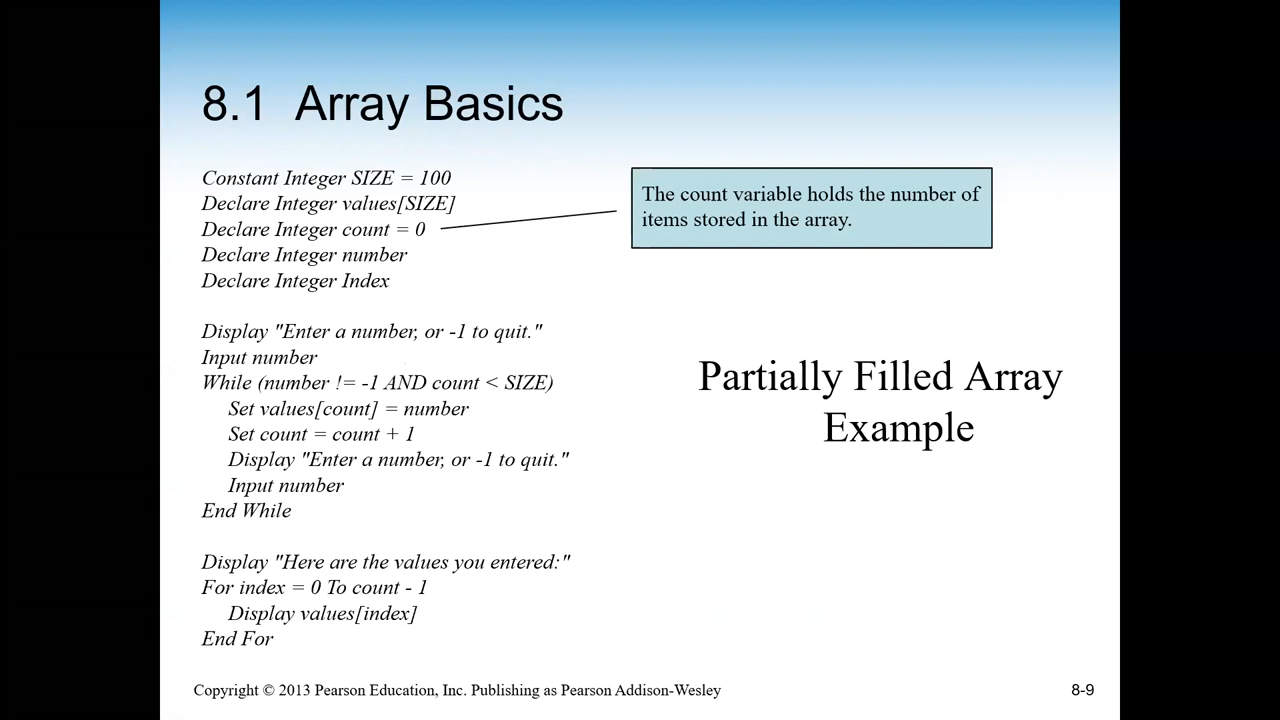 8.1 Array Basics
Constant Integer SIZE = 100
Declare Integer values[SIZE]
Declare Integer count = 0
Declare Integer number
Declare Integer Index
Display "Enter a number, or -1 to quit."
Input number
While (number != -1 AND count < SIZE)
Set values[count] = number
Set count = count + 1
Display "Enter a number, or -1 to quit."
Input number
End While
Display "Here are the values you entered:"
For index = 0 To count - 1
Display values[index]
End For
The count variable holds the number of
items stored in the array.
Partially Filled Array
Example
Copyright © 2013 Pearson Education, Inc. Publishing as Pearson Addison-Wesley
8-9